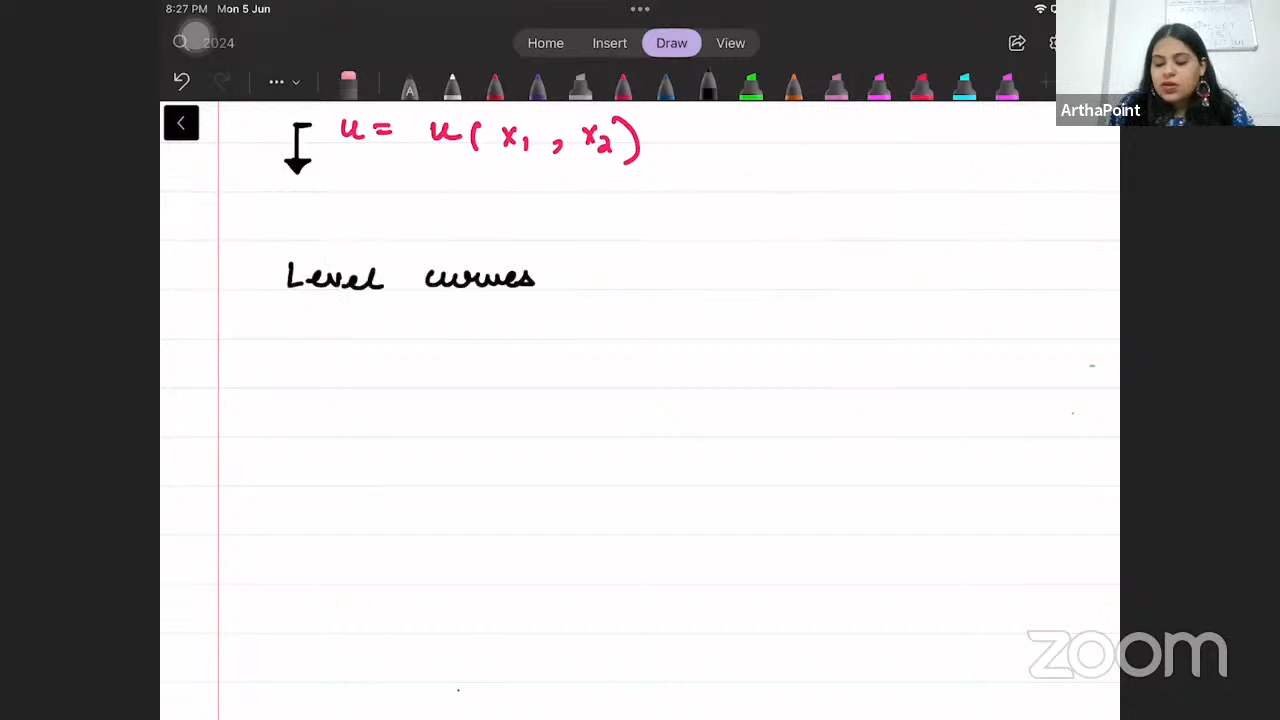 8:27 PM Mon 5 Jun
2024
Home Insert Draw View
A
ArthaPoint
u = u( x1 , x2 )
Level curves
zoom